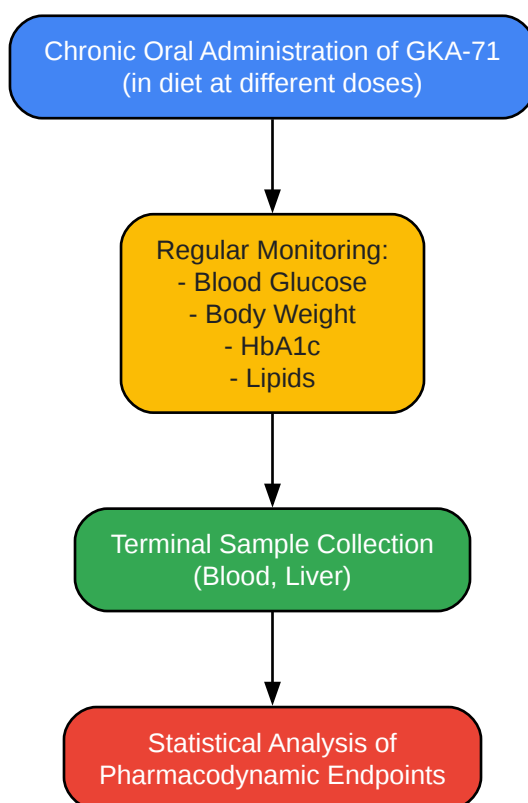 Chronic Oral Administration of GKA-71
(in diet at different doses)
Regular Monitoring:
- Blood Glucose
- Body Weight
- HbA1c
- Lipids
Terminal Sample Collection
(Blood, Liver)
Statistical Analysis of
Pharmacodynamic Endpoints